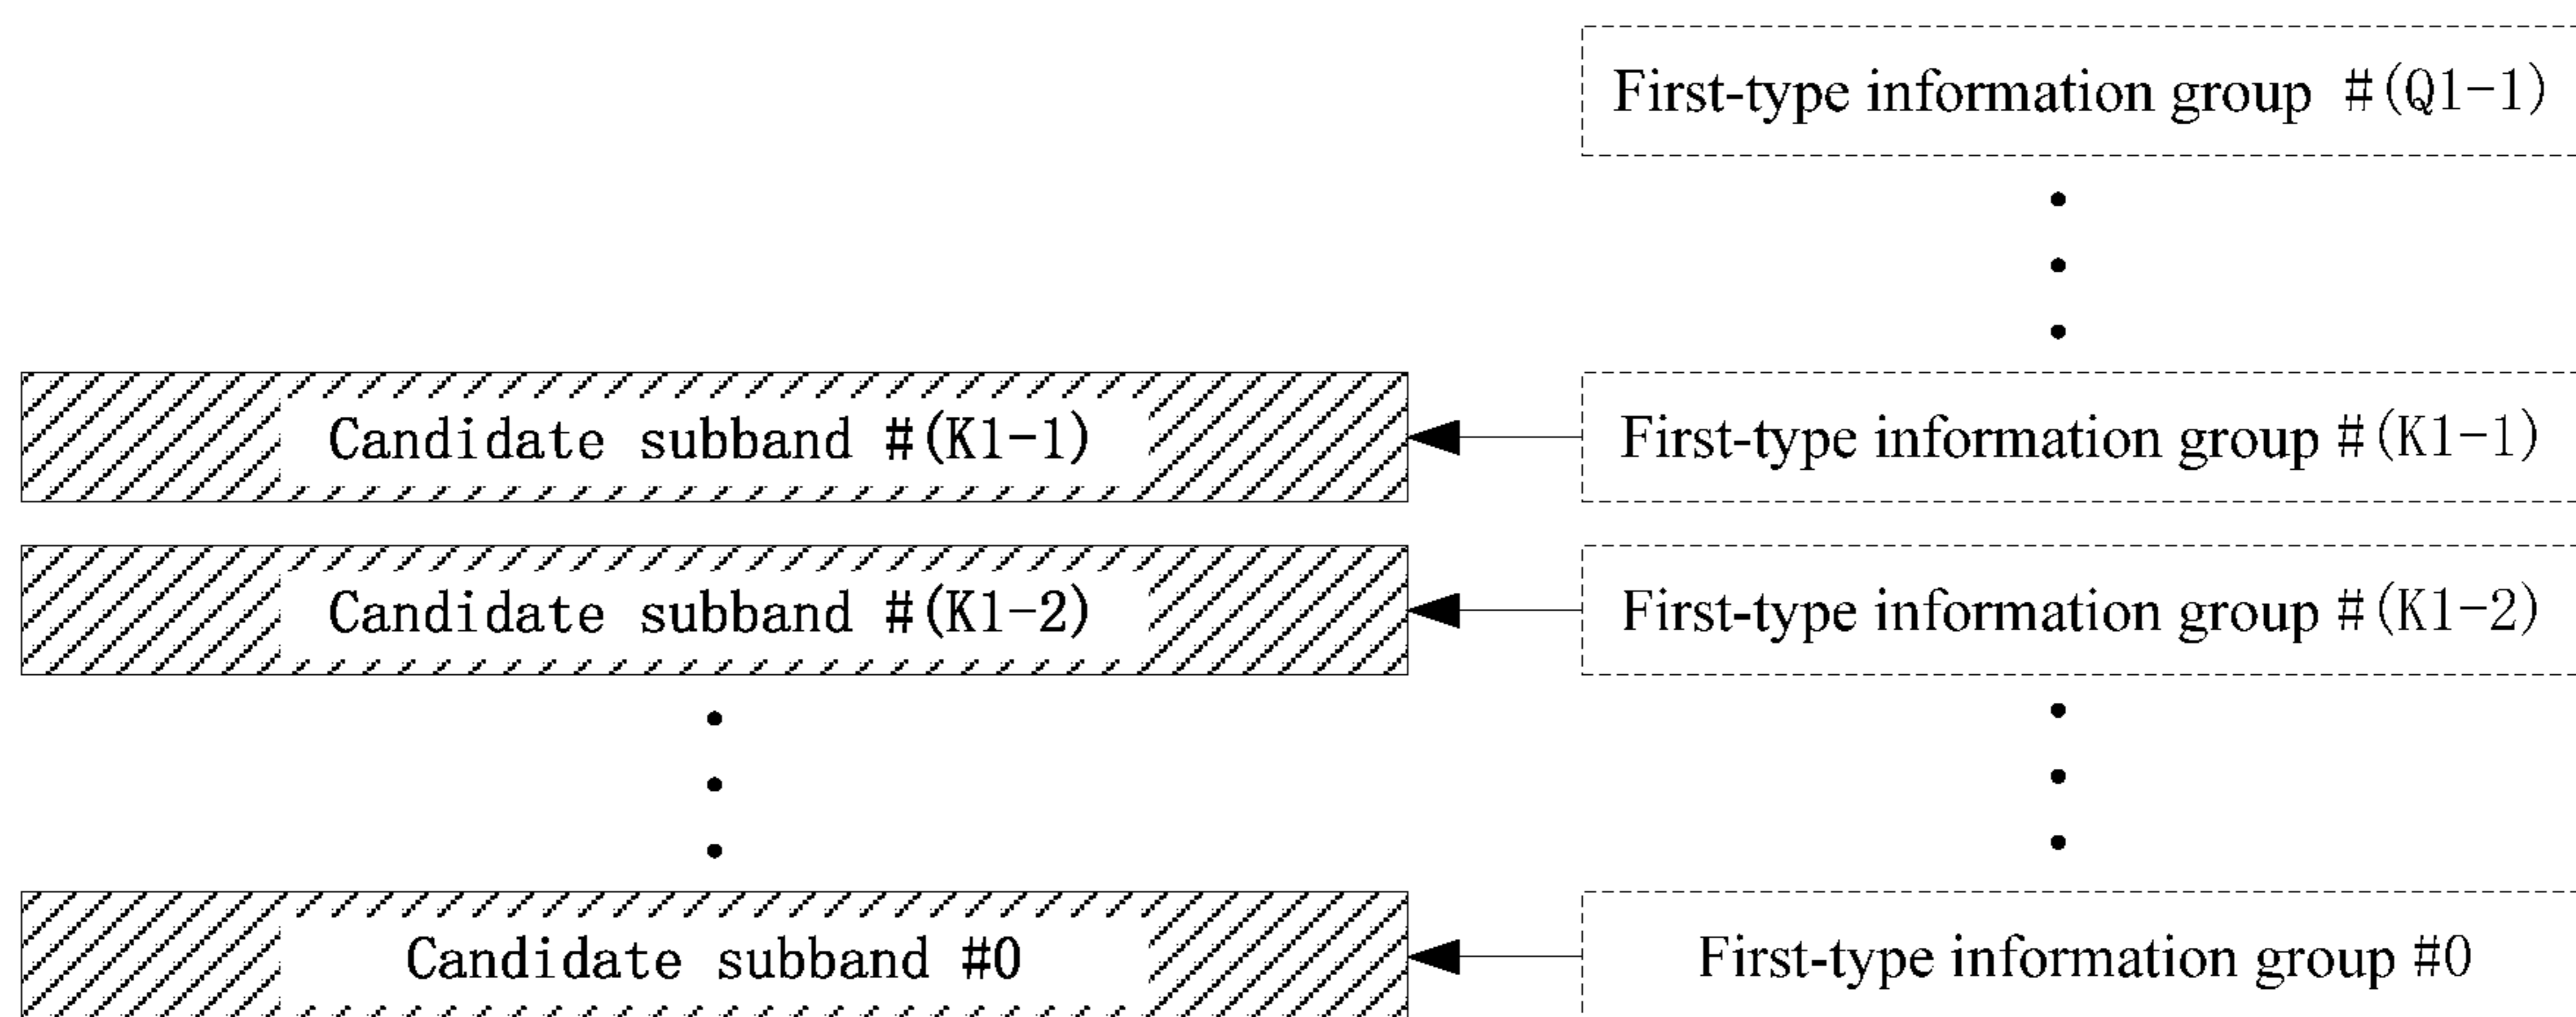 First-type information group #(Q1-1)
Candidate subband #(K1-1)
First-type information group #(K1-1)
Candidate subband #(K1-2)
First-type information group #(K1-2)
Candidate subband #0
First-type information group #0